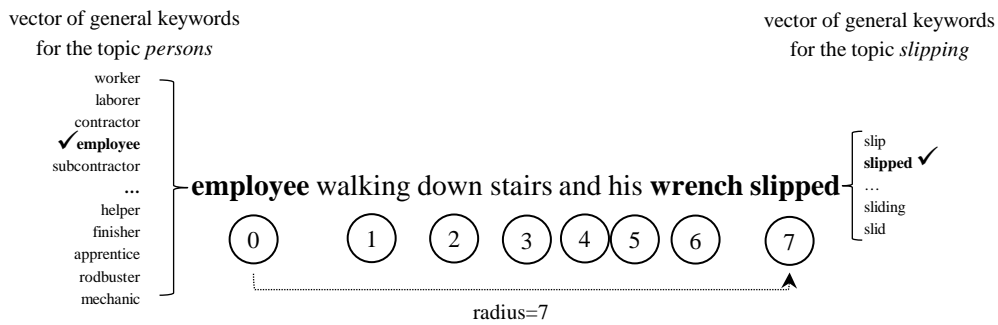 vector of general keywords
for the topic persons
worker
laborer
contractor
employee
subcontractor
...
helper
finisher
apprentice
rodbuster
mechanic
employee walking down stairs and his wrench slipped
0 1 2 3 4 5 6 7
radius=7
vector of general keywords
for the topic slipping
slip
slipped
...
sliding
slid